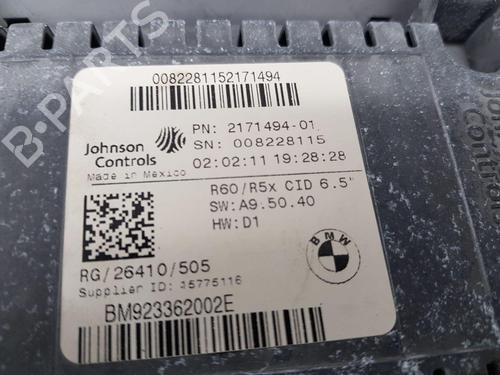 0082281152171494
Johnson
Controls
Made in Mexico
PN: 2171494-01
SN: 008228115
02:02:11 19:28:28
R60/R5x CID 6.5"
SW:A9.50.40
HW:D1
BMW
RG/26410/505
Supplier ID: 15775116
BM923362002E
B-PARTS